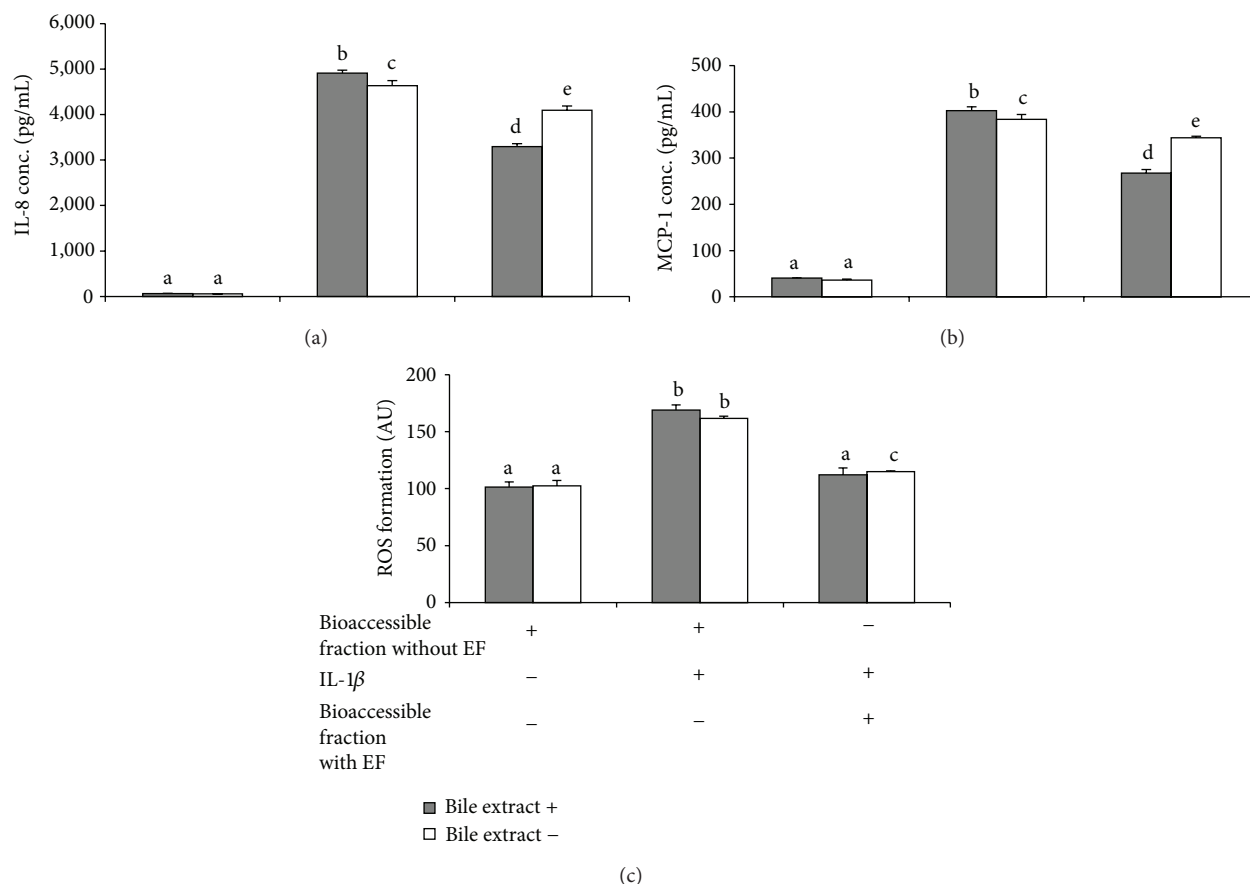 6,000
5,000
4,000
3,000
2,000
1,000
0
IL-8 conc. (pg/mL)
a a
b
c
d
e
(a)
500
400
300
200
100
0
MCP-1 conc. (pg/mL)
a a
b
c
d
e
(b)
200
150
100
50
0
ROS formation (AU)
a a
b b
a c
Bioaccessible
fraction without EF + + −
IL-1β − + +
Bioaccessible
fraction − − +
with EF
Bile extract +
Bile extract −
(c)